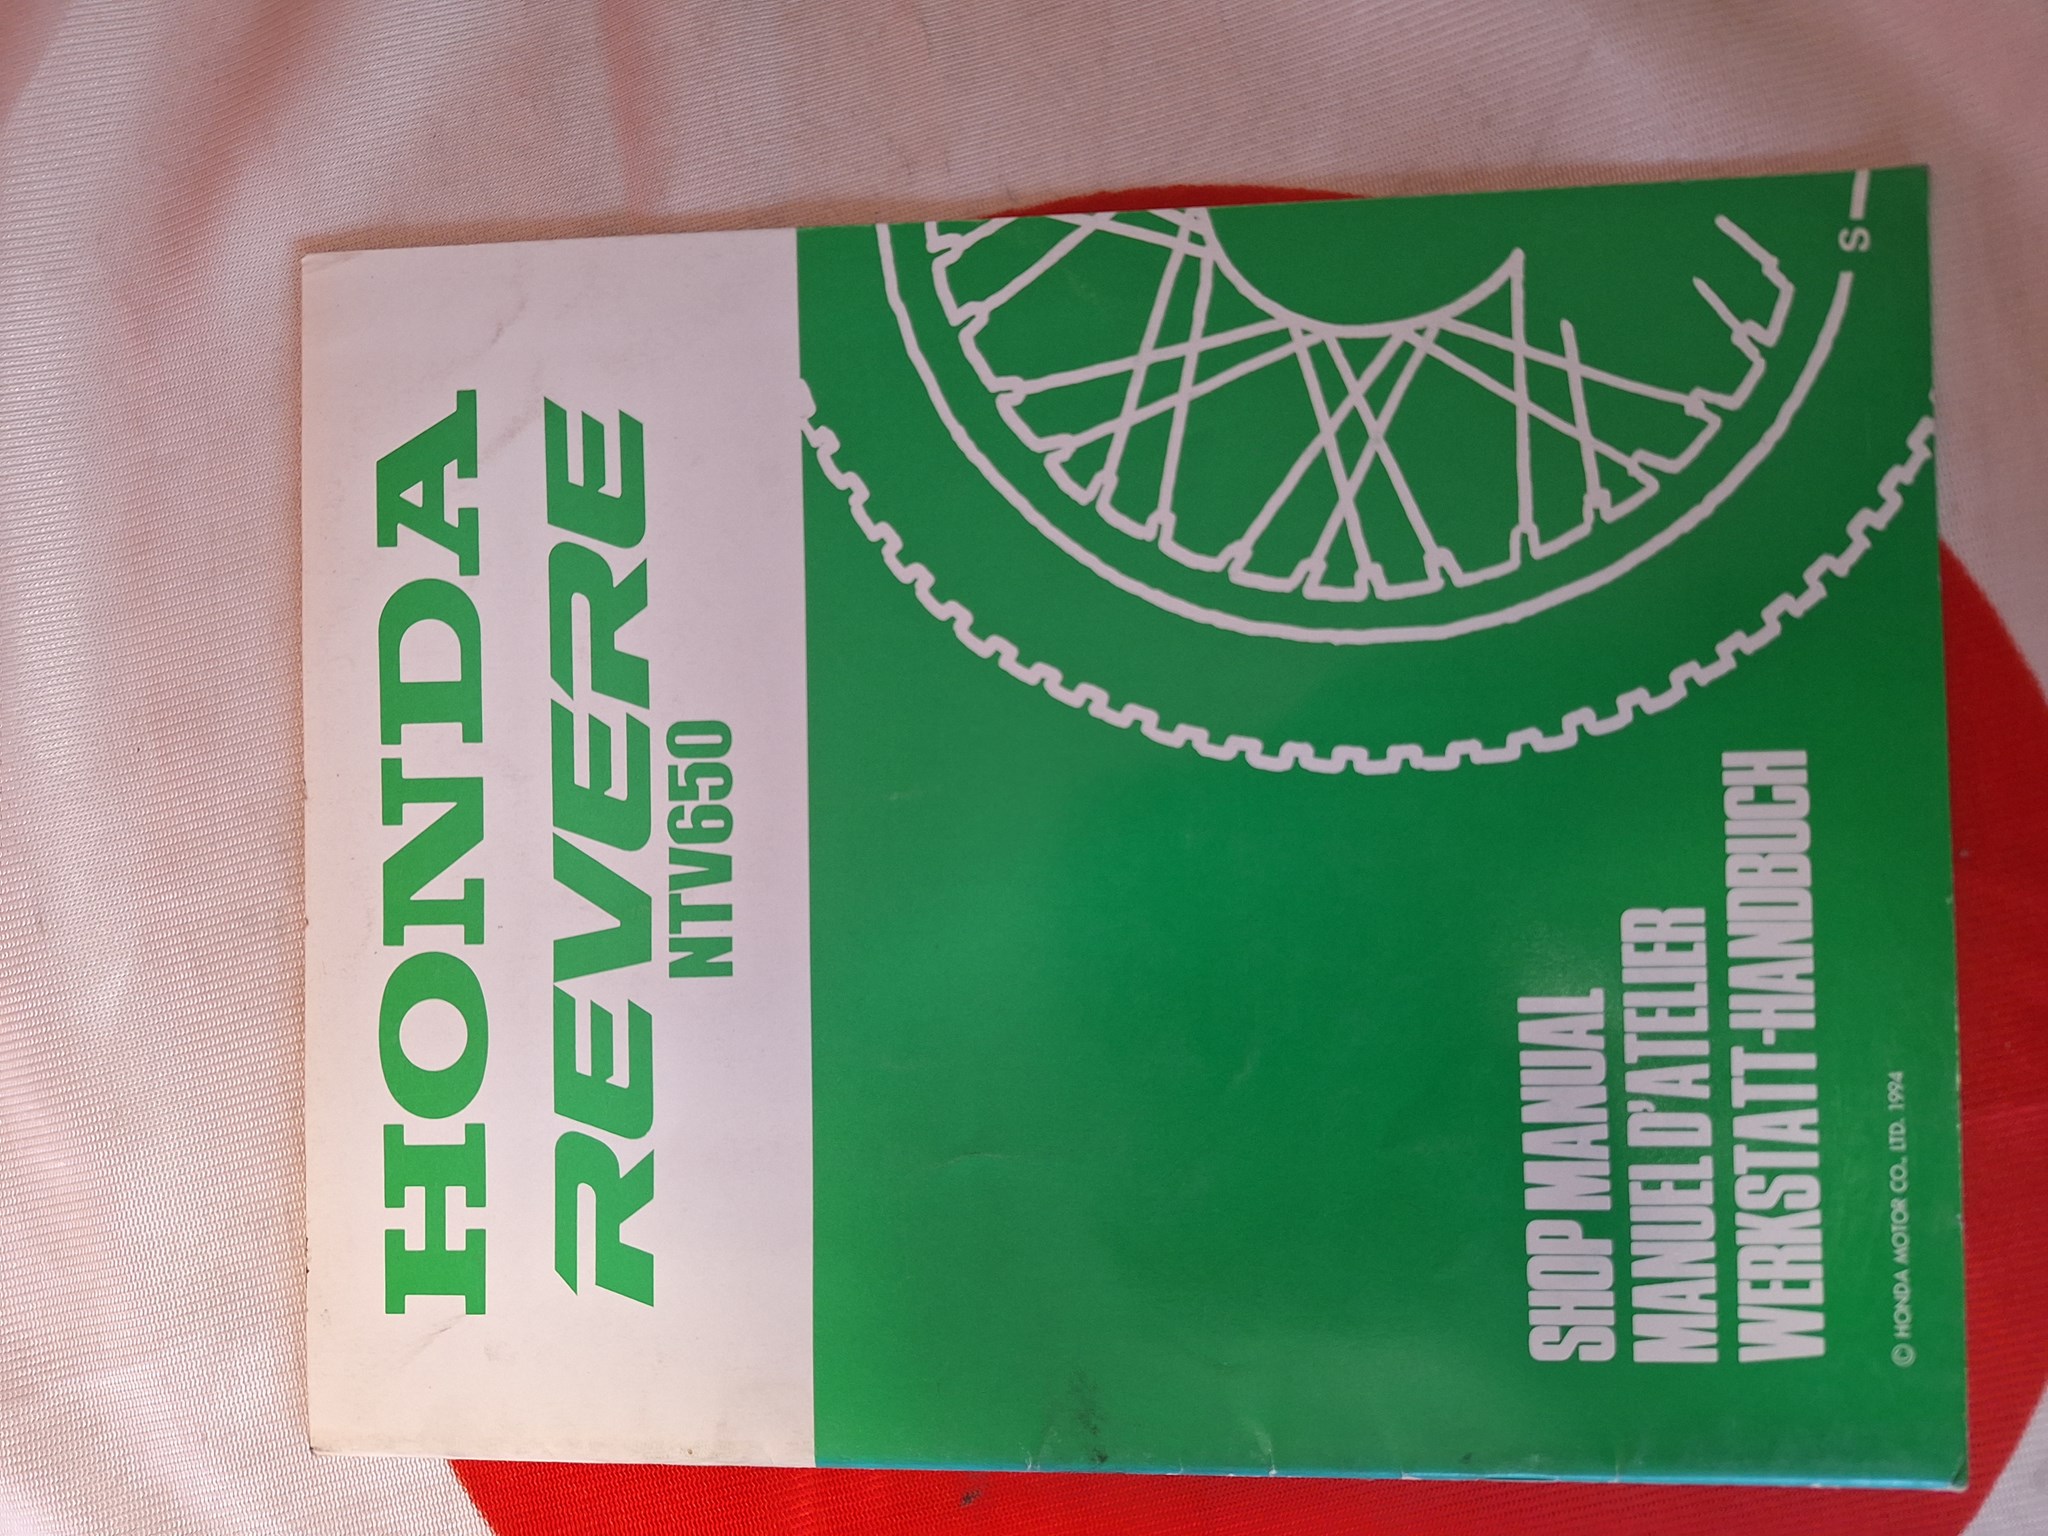 HONDA
REVERE
NTV650
S
SHOP MANUAL
MANUEL D'ATELIER
WERKSTATT-HANDBUCH
© HONDA MOTOR CO., LTD. 1994